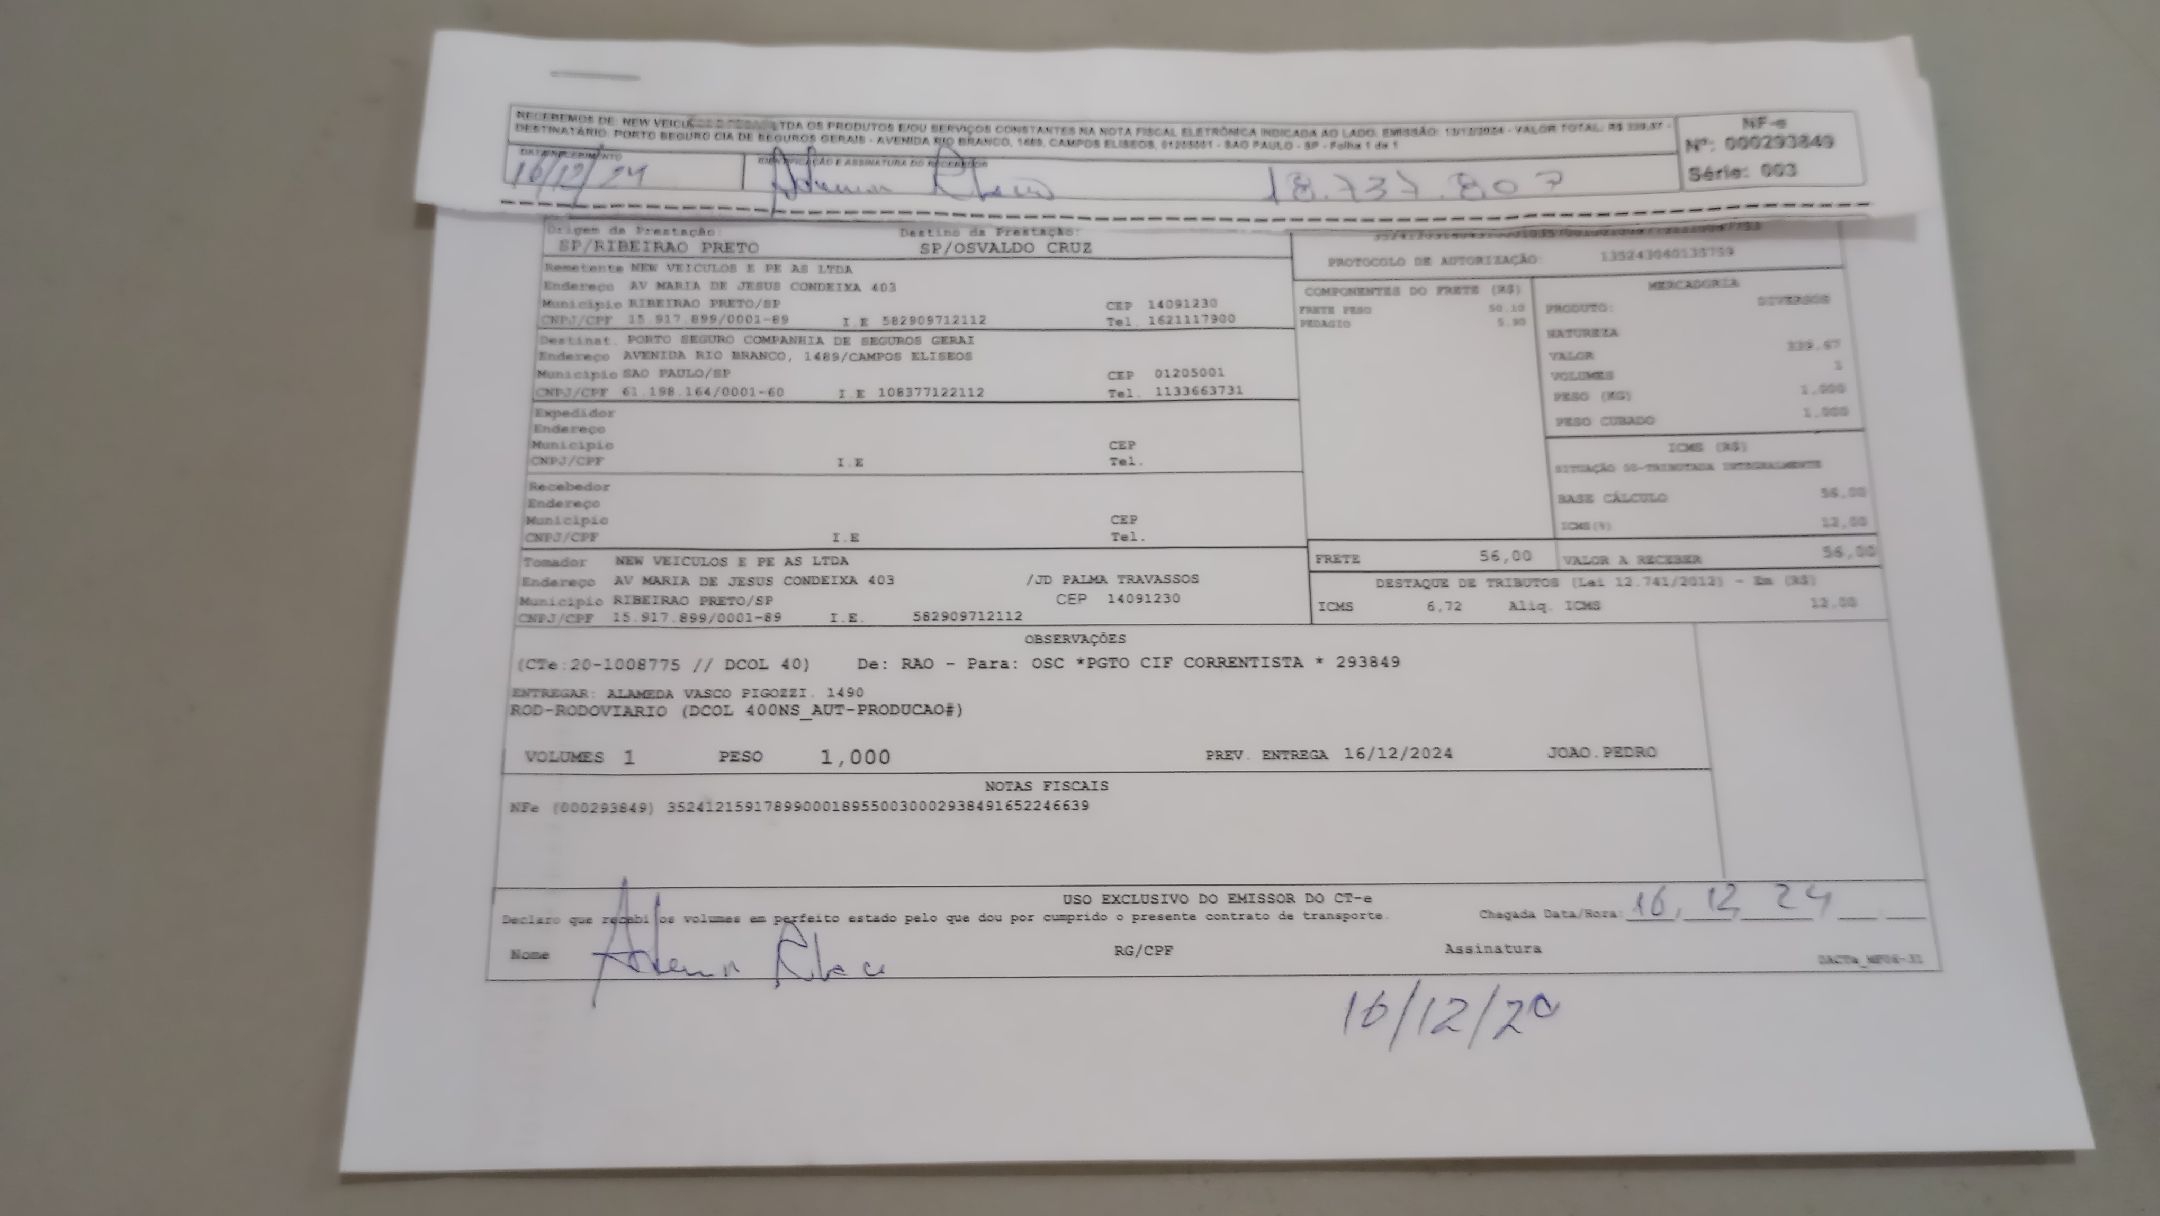 RECEBEMOS DE: NEW VEICULOS LTDA OS PRODUTOS E/OU SERVIÇOS CONSTANTES NA NOTA FISCAL ELETRÔNICA INDICADA AO LADO. EMISSÃO: 13/12/2024 - VALOR TOTAL: R$ 339,67 -
DESTINATÁRIO: PORTO SEGURO CIA DE SEGUROS GERAIS - AVENIDA RIO BRANCO, 1489, CAMPOS ELISEOS, 01205001 - SAO PAULO - SP - Folha 1 de 1
NF-e
Nº: 000293849
Série: 003
IDENTIFICAÇÃO E ASSINATURA DO RECEBEDOR
16/12/24
18.737.807
Origem da Prestação: Destino da Prestação:
SP/RIBEIRAO PRETO SP/OSVALDO CRUZ
PROTOCOLO DE AUTORIZAÇÃO:
Remetente NEW VEICULOS E PE AS LTDA
Endereço AV MARIA DE JESUS CONDEIXA 403
Município RIBEIRAO PRETO/SP CEP 14091230
CNPJ/CPF 15.917.899/0001-89 I.E 582909712112 Tel. 1621117900
Destinat. PORTO SEGURO COMPANHIA DE SEGUROS GERAI
Endereço AVENIDA RIO BRANCO, 1489/CAMPOS ELISEOS
Município SAO PAULO/SP CEP 01205001
CNPJ/CPF 61.198.164/0001-60 I.E 108377122112 Tel. 1133663731
Expedidor
Endereço
Município CEP
CNPJ/CPF I.E Tel.
Recebedor
Endereço
Município CEP
CNPJ/CPF I.E Tel.
Tomador NEW VEICULOS E PE AS LTDA
Endereço AV MARIA DE JESUS CONDEIXA 403 /JD PALMA TRAVASSOS
Município RIBEIRAO PRETO/SP CEP 14091230
CNPJ/CPF 15.917.899/0001-89 I.E. 582909712112
COMPONENTES DO FRETE (R$)
FRETE PESO 50,10
PEDAGIO 5,90
MERCADORIA
PRODUTO: DIVERSOS
NATUREZA
VALOR 339,67
VOLUMES 1
PESO (KG) 1,000
PESO CUBADO 1,000
ICMS (R$)
SITUAÇÃO 00-TRIBUTADA INTEGRALMENTE
BASE CÁLCULO 56,00
ICMS(%) 12,00
FRETE 56,00 VALOR A RECEBER 56,00
DESTAQUE DE TRIBUTOS (Lei 12.741/2012) - Em (R$)
ICMS 6,72 Aliq. ICMS 12,00
OBSERVAÇÕES
(CTe:20-1008775 // DCOL 40) De: RAO - Para: OSC *PGTO CIF CORRENTISTA * 293849
ENTREGAR: ALAMEDA VASCO PIGOZZI. 1490
ROD-RODOVIARIO (DCOL 400NS_AUT-PRODUCAO#)
VOLUMES 1 PESO 1,000 PREV. ENTREGA 16/12/2024 JOAO.PEDRO
NOTAS FISCAIS
NFe (000293849) 35241215917899000189550030002938491652246639
USO EXCLUSIVO DO EMISSOR DO CT-e
Declaro que recebi os volumes em perfeito estado pelo que dou por cumprido o presente contrato de transporte. Chegada Data/Hora: 16, 12, 24
Nome RG/CPF Assinatura
16/12/20